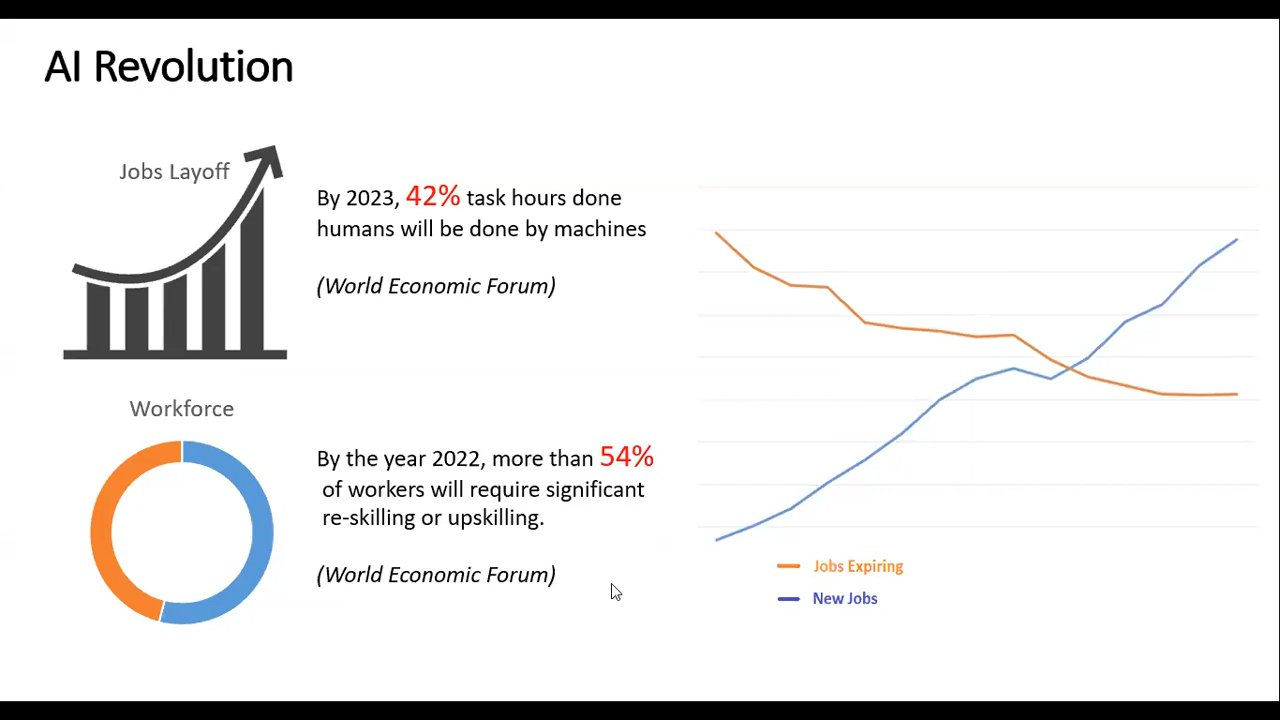 AI Revolution
Jobs Layoff
By 2023, 42% task hours done
humans will be done by machines
(World Economic Forum)
Workforce
By the year 2022, more than 54%
of workers will require significant
re-skilling or upskilling.
(World Economic Forum)
Jobs Expiring
New Jobs